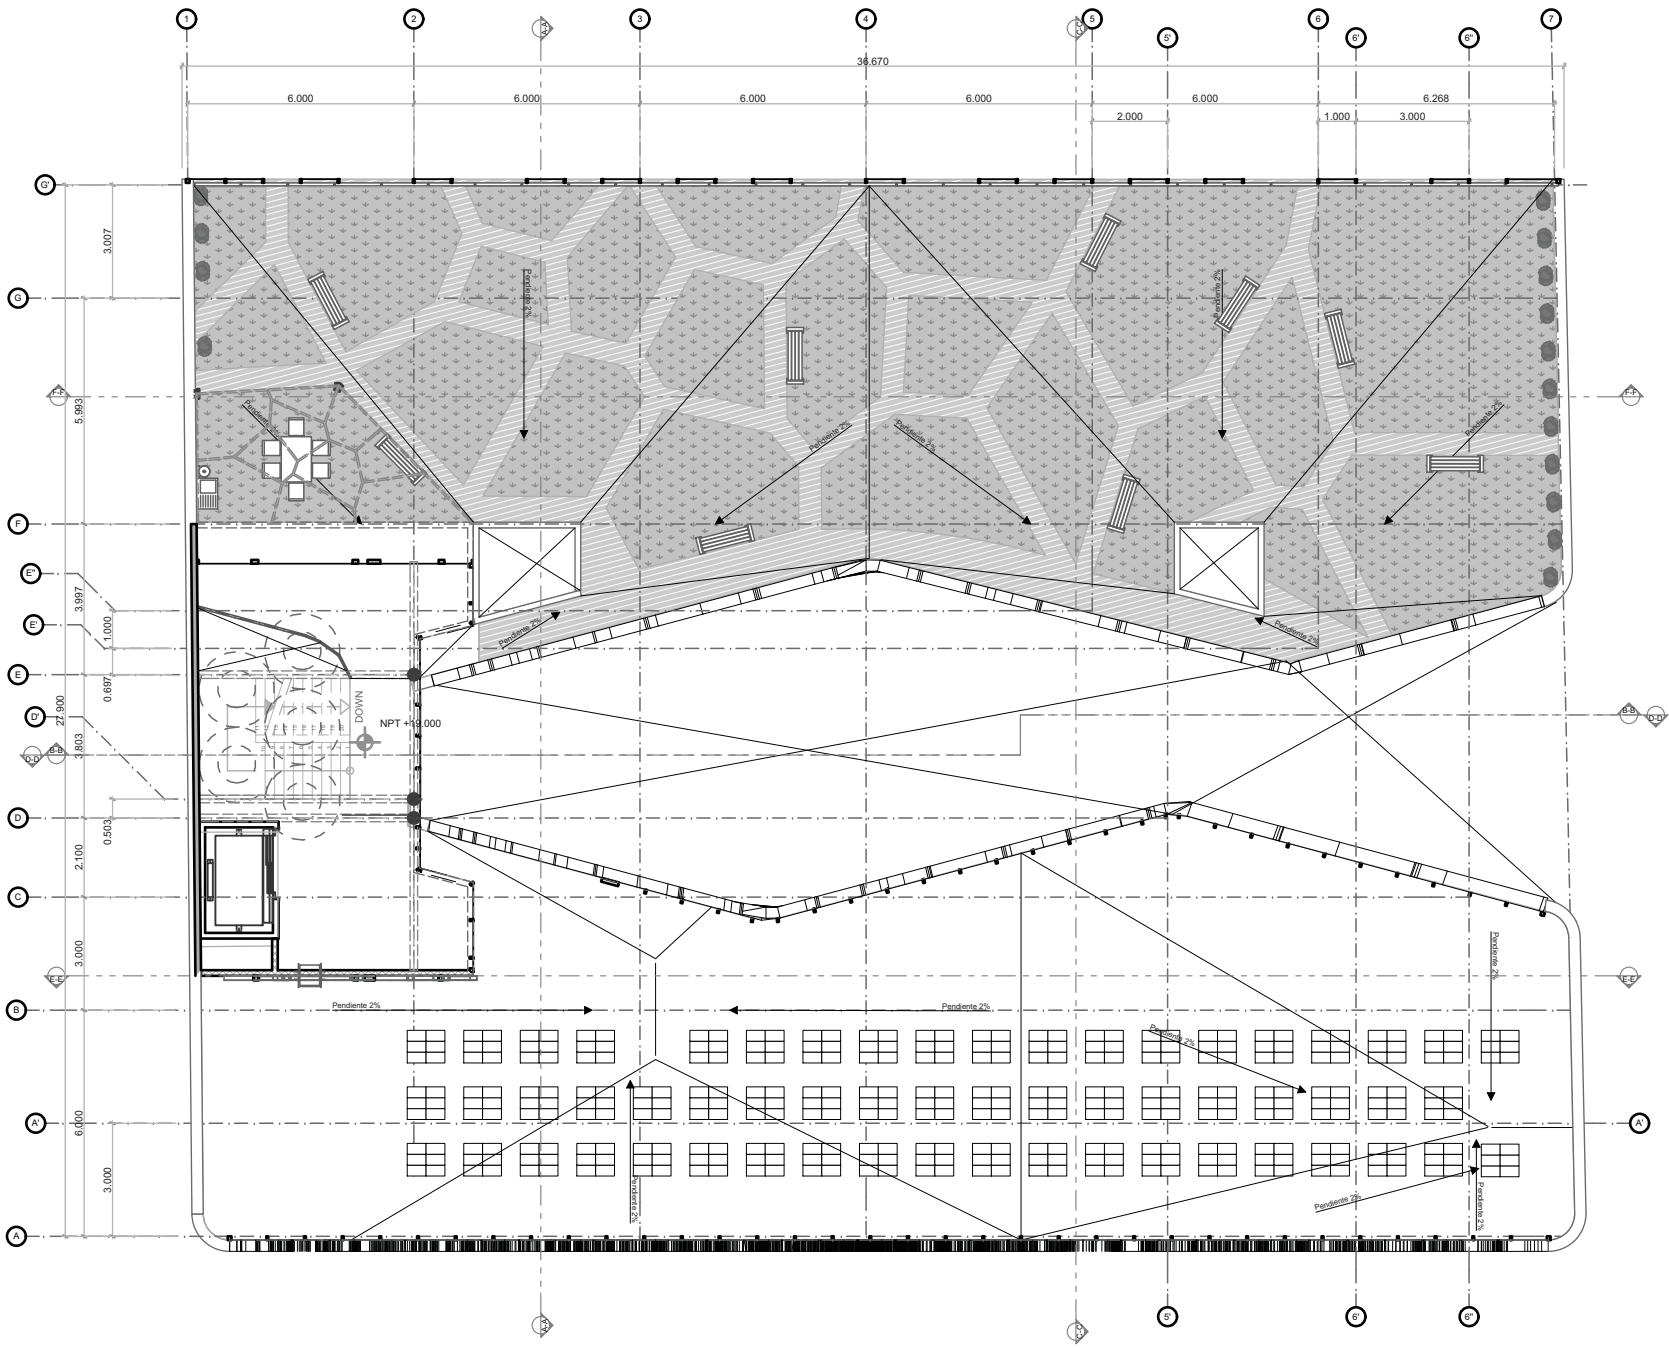 1
2
A-A
3
4
C-C
5
5'
6
6'
6"
7
36.670
6.000
6.000
6.000
6.000
6.000
6.268
2.000
1.000
3.000
G'
3.007
G
Pendiente 2%
Pendiente 2%
F-F
F-F
5.993
Pendiente 2%
Pendiente 2%
Pendiente 2%
Pendiente 2%
F
E"
3.997
E'
1.000
Pendiente 2%
Pendiente 2%
E
0.697
DOWN
27.900
D'
NPT +19.000
B-B
D-D
B-B
D-D
3.803
D
0.503
2.100
C
3.000
Pendiente 2%
E-E
E-E
B
Pendiente 2%
Pendiente 2%
Pendiente 2%
A'
6.000
A'
3.000
Pendiente 2%
Pendiente 2%
Pendiente 2%
A
A-A
C-C
5'
6'
6"